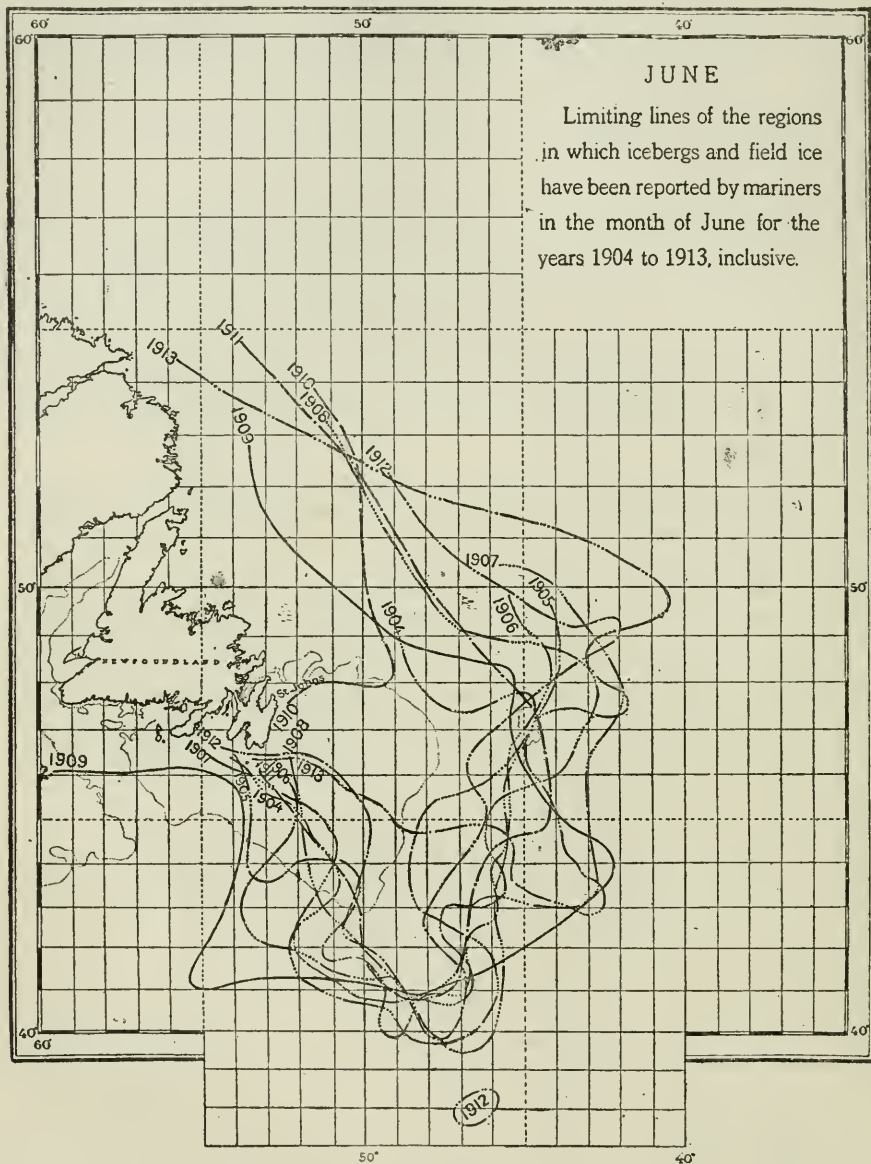 60° 50° 40°
60° 60°
JUNE
Limiting lines of the regions
in which icebergs and field ice
have been reported by mariners
in the month of June for the
years 1904 to 1913, inclusive.
1913
1911
1910
1908
1909
1912
1907
1905
1906
1904
50° 50°
NEWFOUNDLAND
St Johns
1910
1908
1912
1907
1909
1906
1913
1905
1904
40° 40°
60°
1912
50° 40°